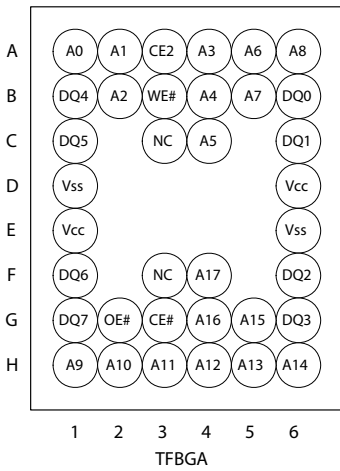 A A0 A1 CE2 A3 A6 A8
B DQ4 A2 WE# A4 A7 DQ0
C DQ5 NC A5 DQ1
D Vss Vcc
E Vcc Vss
F DQ6 NC A17 DQ2
G DQ7 OE# CE# A16 A15 DQ3
H A9 A10 A11 A12 A13 A14
1 2 3 4 5 6
TFBGA